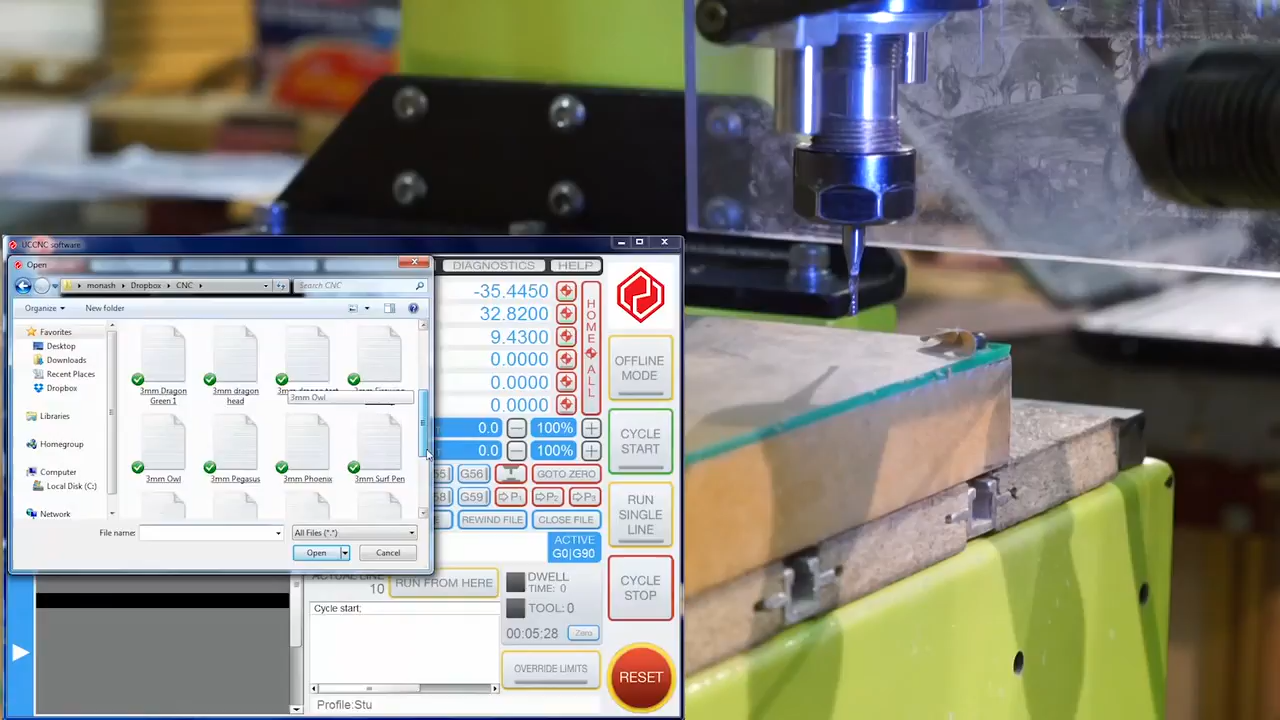 UCCNC software
Open
monash ▸ Dropbox ▸ CNC ▸
Search CNC
Organize
New folder
Favorites
Desktop
Downloads
Recent Places
Dropbox
Libraries
Homegroup
Computer
Local Disk (C:)
Network
3mm Dragon
Green 1
3mm dragon
head
3mm Owl
3mm Owl
3mm Pegasus
3mm Phoenix
3mm Surf Pen
File name:
All Files (*.*)
Open
Cancel
DIAGNOSTICS
HELP
-35.4450
32.8200
9.4300
0.0000
0.0000
0.0000
HOME ALL
0.0
100%
0.0
100%
G56
GOTO ZERO
G59
P1
P2
P3
REWIND FILE
CLOSE FILE
ACTIVE
G0|G90
10
RUN FROM HERE
DWELL
TIME: 0
TOOL: 0
00:05:28
Zero
Cycle start;
OVERRIDE LIMITS
Profile:Stu
OFFLINE
MODE
CYCLE
START
RUN
SINGLE
LINE
CYCLE
STOP
RESET